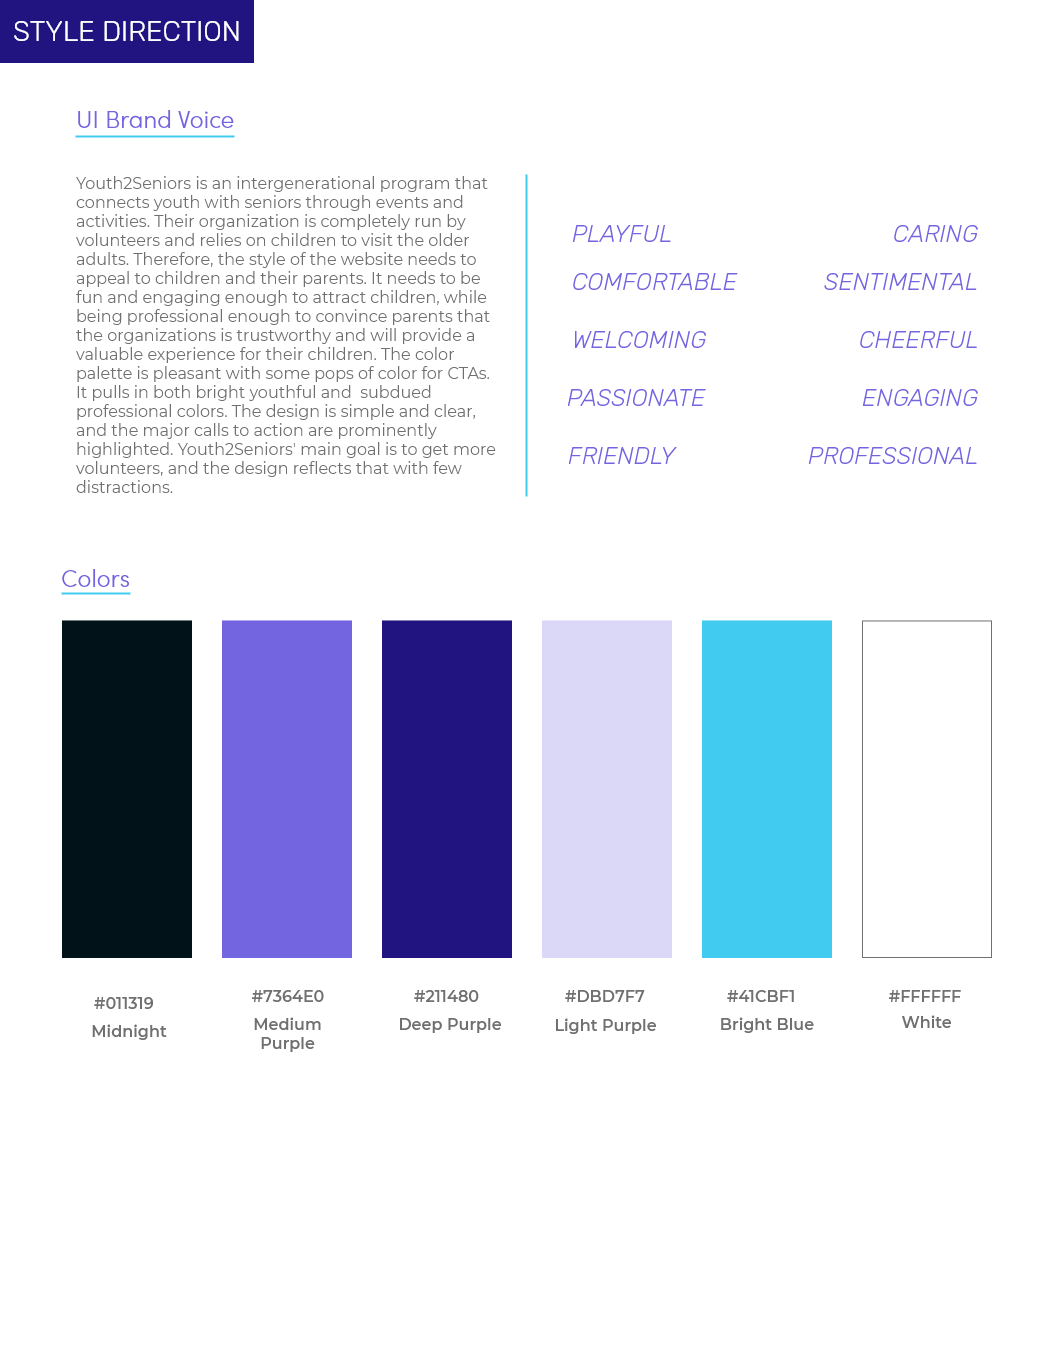 STYLE DIRECTION
UI Brand Voice
Youth2Seniors is an intergenerational program that
connects youth with seniors through events and
activities. Their organization is completely run by
volunteers and relies on children to visit the older
adults. Therefore, the style of the website needs to
appeal to children and their parents. It needs to be
fun and engaging enough to attract children, while
being professional enough to convince parents that
the organizations is trustworthy and will provide a
valuable experience for their children. The color
palette is pleasant with some pops of color for CTAs.
It pulls in both bright youthful and  subdued
professional colors. The design is simple and clear,
and the major calls to action are prominently
highlighted. Youth2Seniors' main goal is to get more
volunteers, and the design reflects that with few
distractions.
PLAYFUL
CARING
COMFORTABLE
SENTIMENTAL
WELCOMING
CHEERFUL
PASSIONATE
ENGAGING
FRIENDLY
PROFESSIONAL
Colors
#011319
Midnight
#7364E0
Medium
Purple
#211480
Deep Purple
#DBD7F7
Light Purple
#41CBF1
Bright Blue
#FFFFFF
White